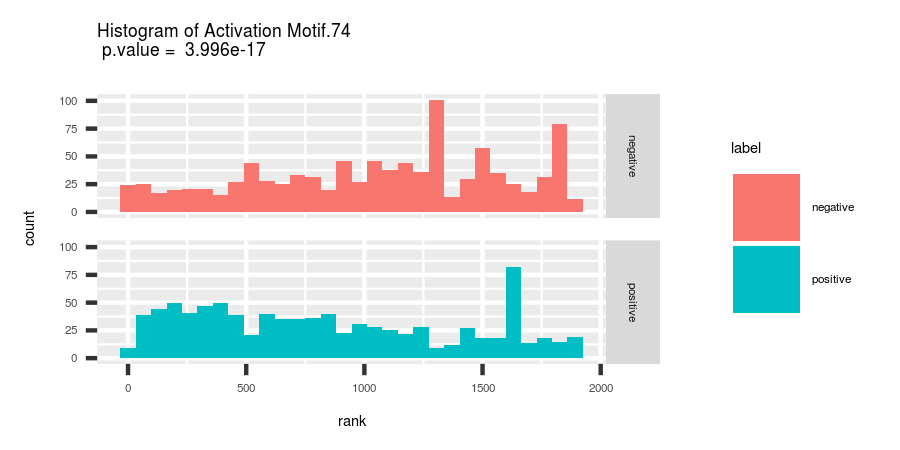 Histogram of Activation Motif.74
p.value = 3.996e-17
count
100
75
50
25
0
negative
100
75
50
25
0
positive
0 500 1000 1500 2000
rank
label
negative
positive